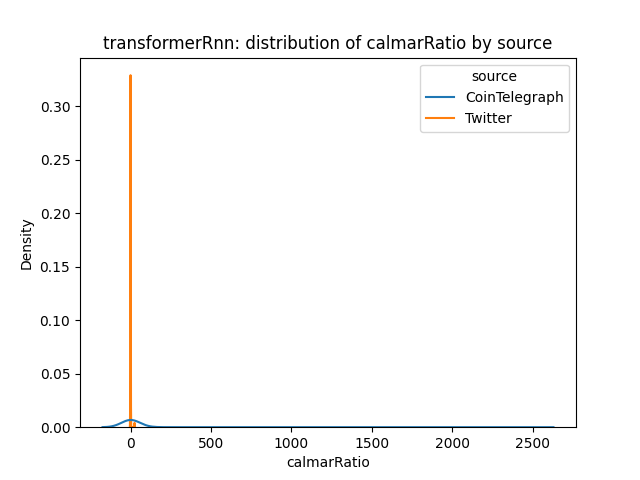 transformerRnn: distribution of calmarRatio by source
source
CoinTelegraph
Twitter
Density
0.30
0.25
0.20
0.15
0.10
0.05
0.00
0
500
1000
1500
2000
2500
calmarRatio